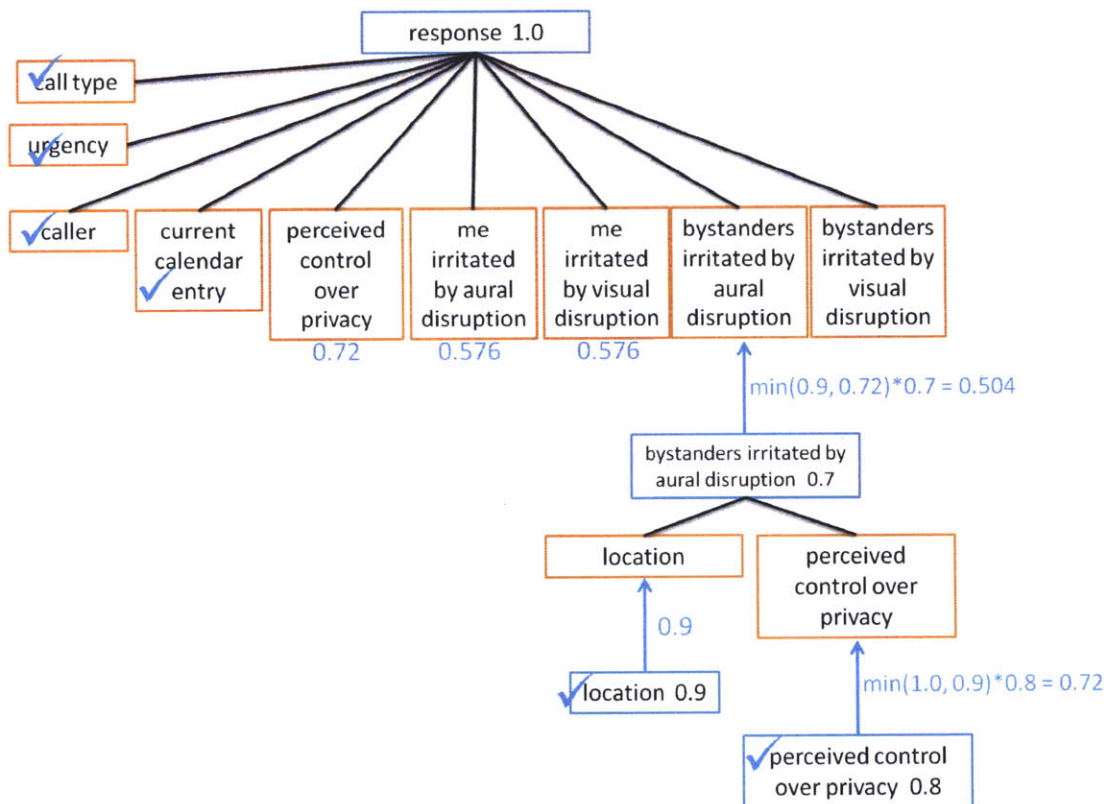 response 1.0
call type
urgency
caller
current
calendar
entry
perceived
control
over
privacy
0.72
me
irritated
by aural
disruption
0.576
me
irritated
by visual
disruption
0.576
bystanders
irritated by
aural
disruption
bystanders
irritated by
visual
disruption
min(0.9, 0.72)*0.7 = 0.504
bystanders irritated by
aural disruption 0.7
location
perceived
control over
privacy
0.9
min(1.0, 0.9)*0.8 = 0.72
location 0.9
perceived control
over privacy 0.8